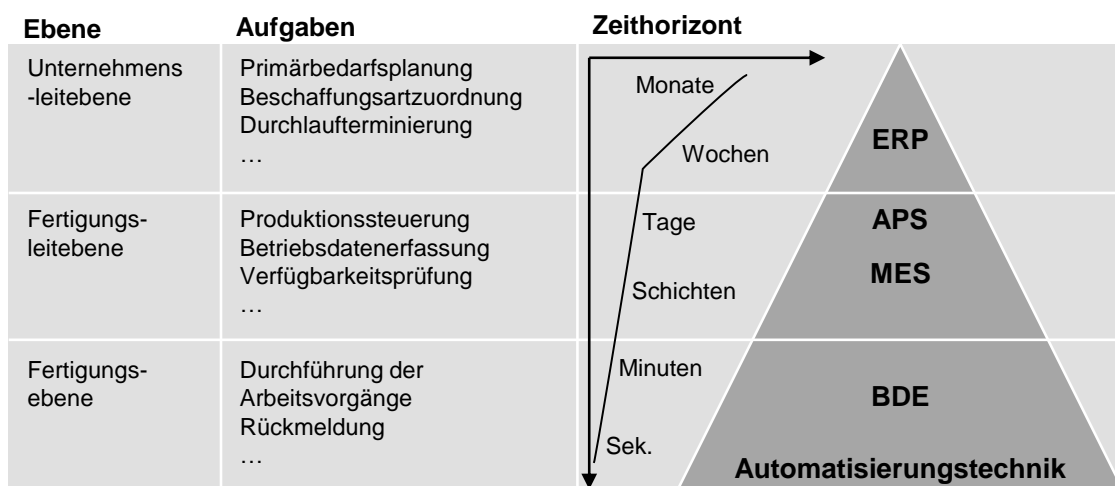 Ebene
Aufgaben
Zeithorizont
Unternehmens
-leitebene
Primärbedarfsplanung
Beschaffungsartzuordnung
Durchlaufterminierung
…
Monate
Wochen
ERP
Fertigungs-
leitebene
Produktionssteuerung
Betriebsdatenerfassung
Verfügbarkeitsprüfung
…
Tage
Schichten
APS
MES
Fertigungs-
ebene
Durchführung der
Arbeitsvorgänge
Rückmeldung
…
Minuten
Sek.
BDE
Automatisierungstechnik